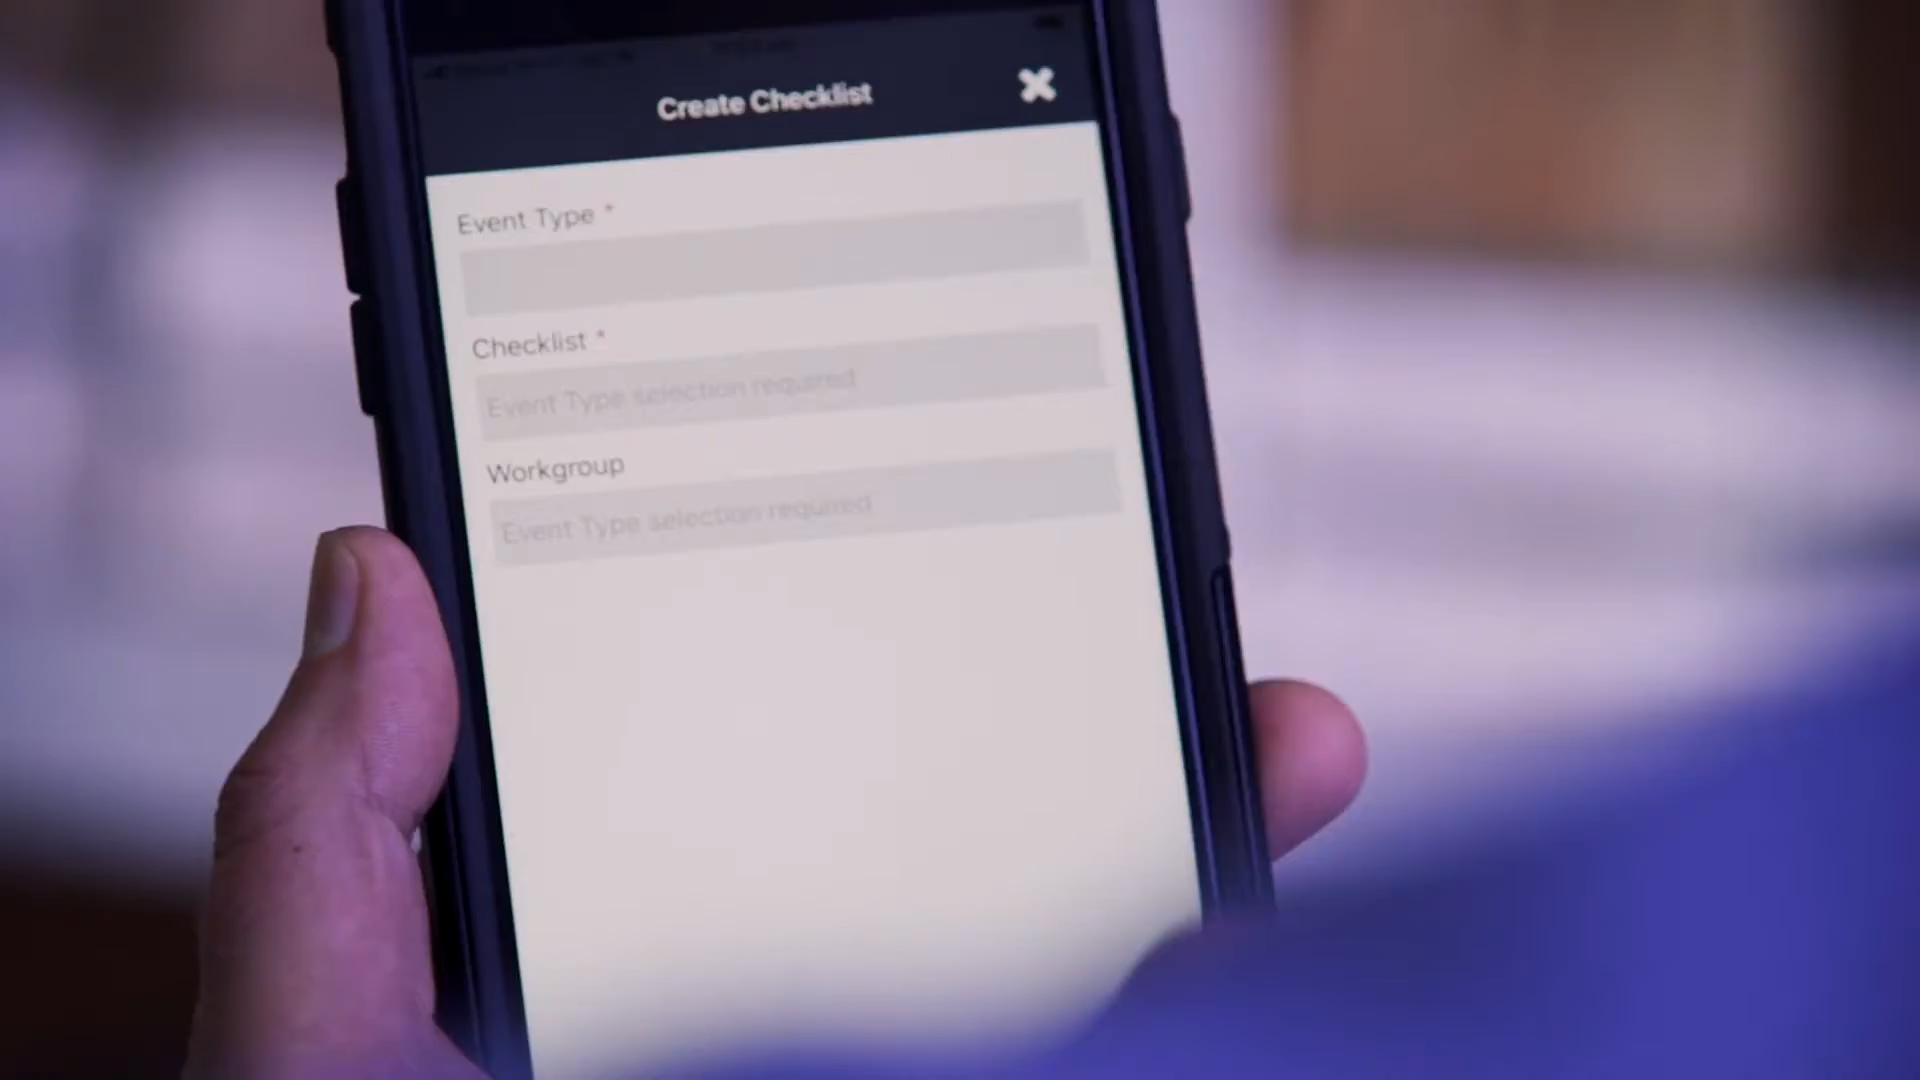 Create Checklist
Event Type *
Checklist *
Event Type selection required
Workgroup
Event Type selection required